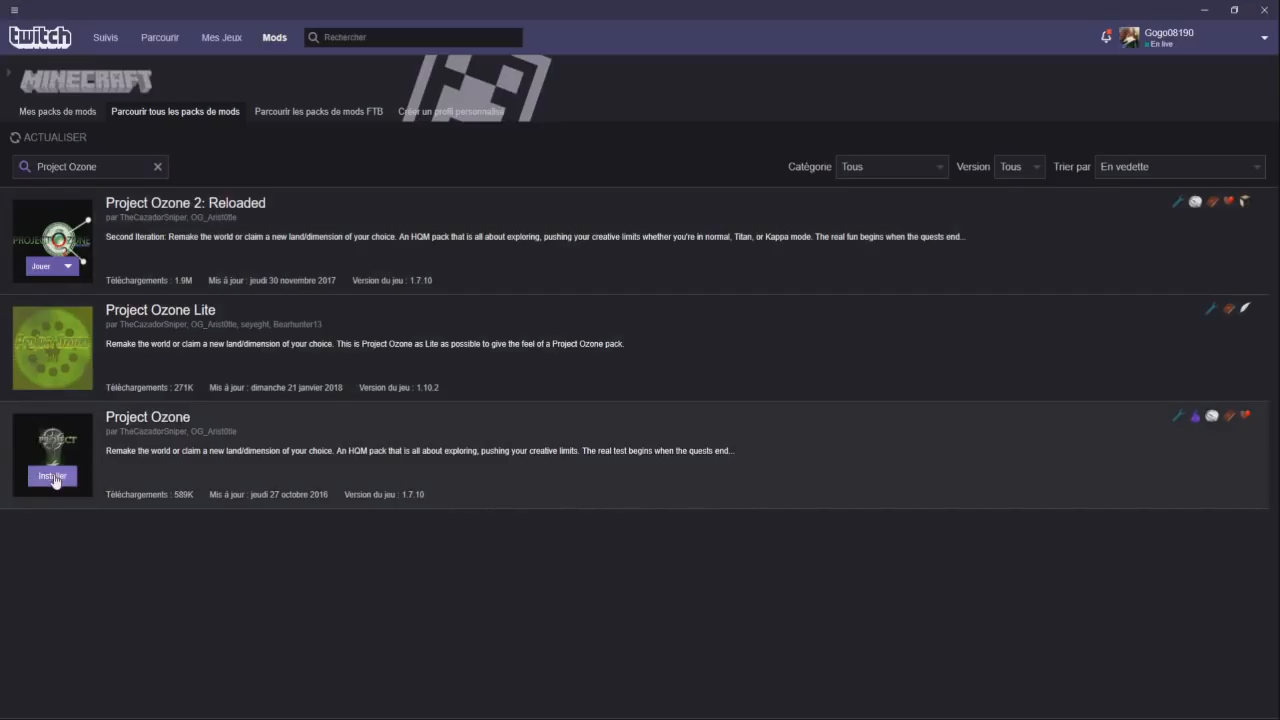 twitch
Suivis
Parcourir
Mes Jeux
Mods
Rechercher
Gogo08190
En live
MINECRAFT
Mes packs de mods
Parcourir tous les packs de mods
Parcourir les packs de mods FTB
Créer un profil personnalisé
ACTUALISER
Project Ozone
Catégorie
Tous
Version
Tous
Trier par
En vedette
Project Ozone 2: Reloaded
par TheCazadorSniper, OG_Arist0tle
Second Iteration: Remake the world or claim a new land/dimension of your choice. An HQM pack that is all about exploring, pushing your creative limits whether you're in normal, Titan, or Kappa mode. The real fun begins when the quests end...
PROJECT OZONE
Jouer
Téléchargements : 1.9M
Mis à jour : jeudi 30 novembre 2017
Version du jeu : 1.7.10
Project Ozone Lite
par TheCazadorSniper, OG_Arist0tle, seyeght, Bearhunter13
Remake the world or claim a new land/dimension of your choice. This is Project Ozone as Lite as possible to give the feel of a Project Ozone pack.
Téléchargements : 271K
Mis à jour : dimanche 21 janvier 2018
Version du jeu : 1.10.2
Project Ozone
par TheCazadorSniper, OG_Arist0tle
Remake the world or claim a new land/dimension of your choice. An HQM pack that is all about exploring, pushing your creative limits. The real test begins when the quests end...
PROJECT
Installer
Téléchargements : 589K
Mis à jour : jeudi 27 octobre 2016
Version du jeu : 1.7.10